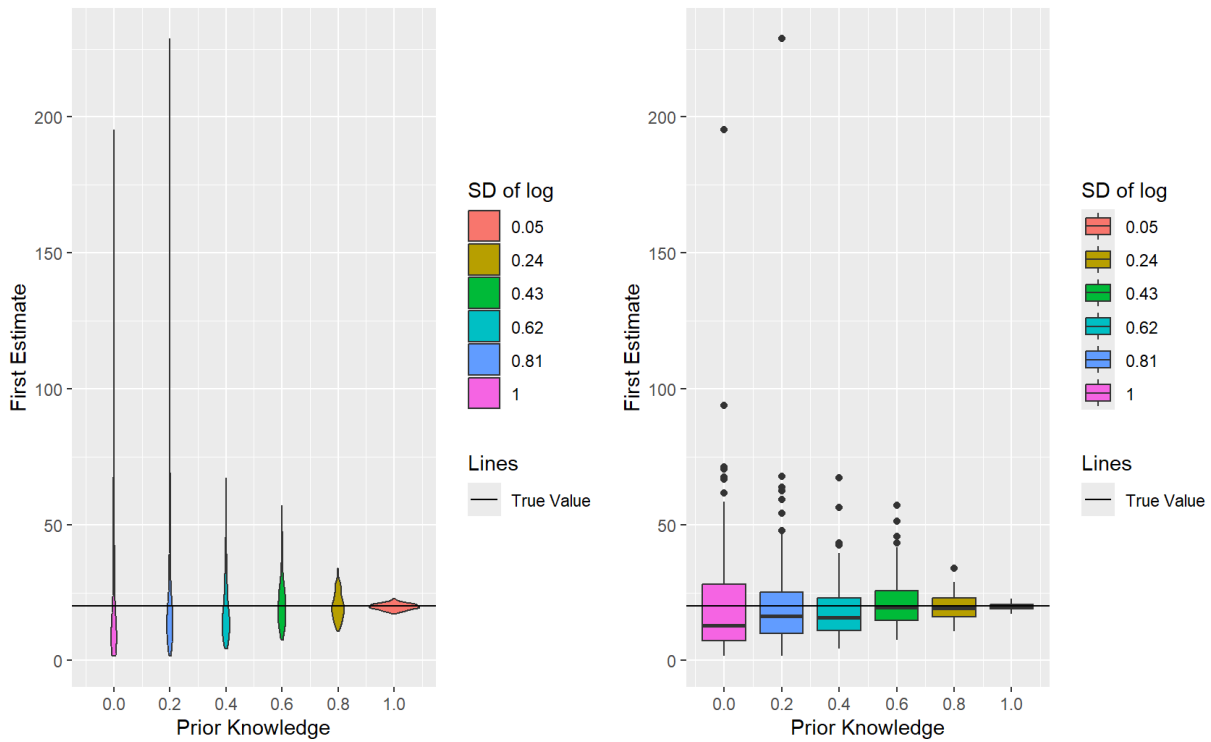 First Estimate
200
150
100
50
0
0.0 0.2 0.4 0.6 0.8 1.0
Prior Knowledge
SD of log
0.05
0.24
0.43
0.62
0.81
1
Lines
True Value
First Estimate
200
150
100
50
0
0.0 0.2 0.4 0.6 0.8 1.0
Prior Knowledge
SD of log
0.05
0.24
0.43
0.62
0.81
1
Lines
True Value